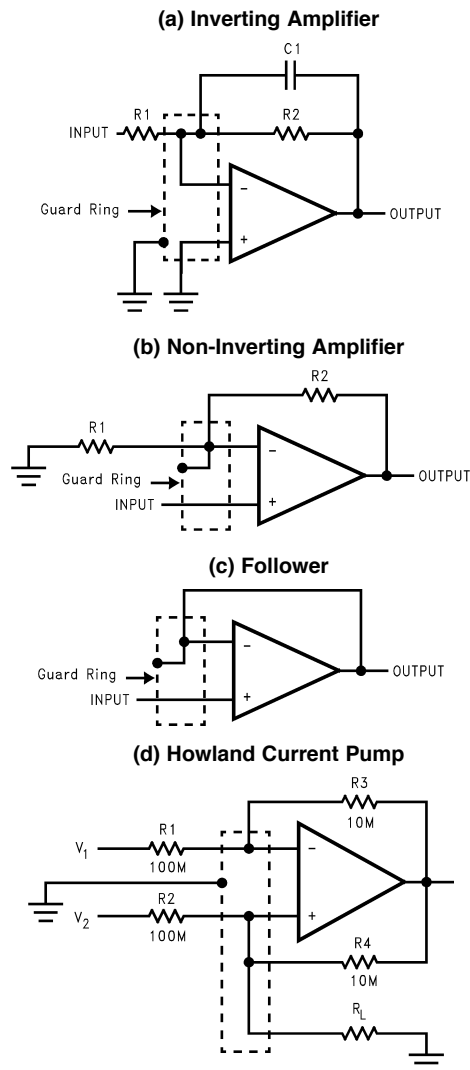 (a) Inverting Amplifier
C1
R1
R2
INPUT
Guard Ring
−
+
OUTPUT
(b) Non-Inverting Amplifier
R2
R1
−
Guard Ring
OUTPUT
INPUT
+
(c) Follower
−
Guard Ring
OUTPUT
INPUT
+
(d) Howland Current Pump
R3
10M
R1
V₁
100M
−
R2
V₂
100M
+
R4
10M
R_L